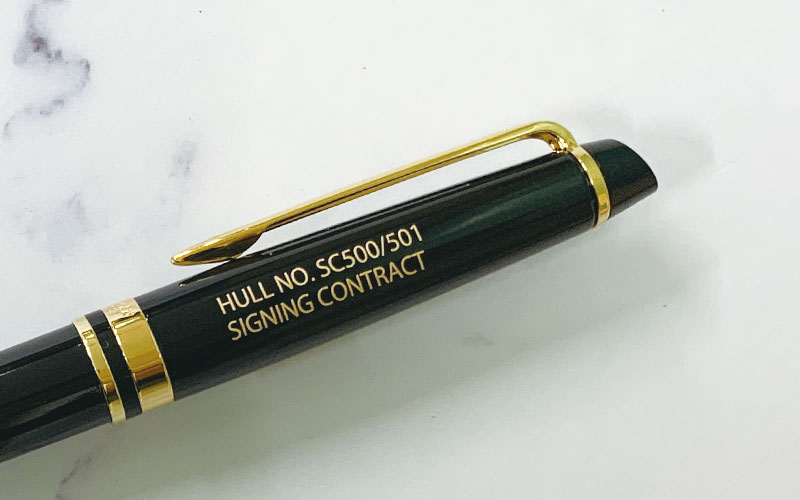 HULL NO. SC500/501
SIGNING CONTRACT